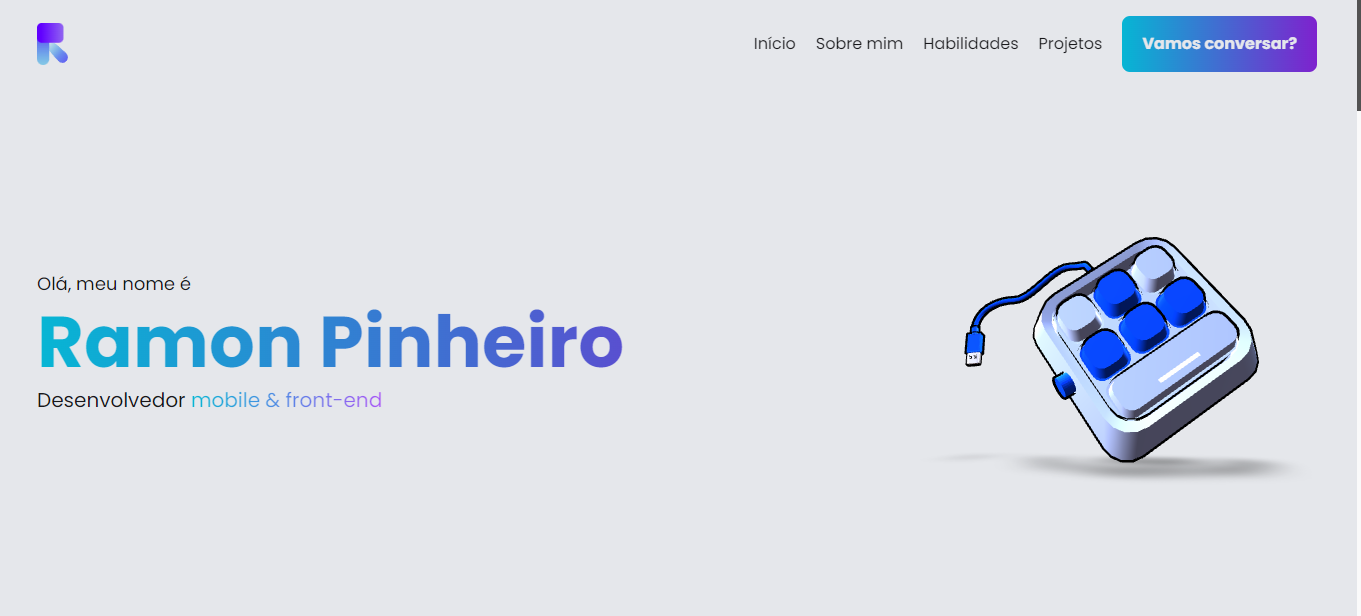 R
Início Sobre mim Habilidades Projetos Vamos conversar?
Olá, meu nome é
Ramon Pinheiro
Desenvolvedor mobile & front-end